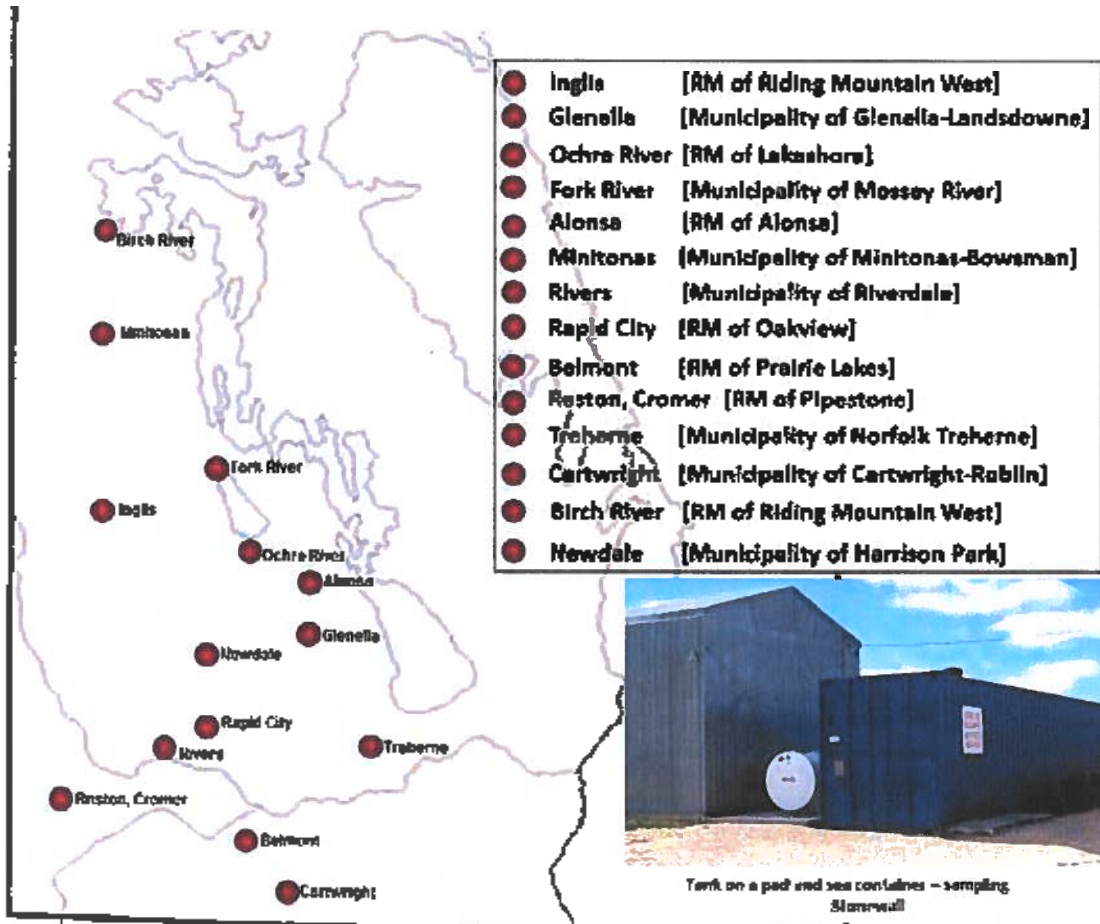 Inglis [RM of Riding Mountain West]
Glenella [Municipality of Glenella-Landsdowne]
Ochre River [RM of Lakeshore]
Fork River [Municipality of Mossey River]
Alonsa [RM of Alonsa]
Minitonas [Municipality of Minitonas-Bowsman]
Rivers [Municipality of Riverdale]
Rapid City [RM of Oakview]
Belmont [RM of Prairie Lakes]
Reston, Cromer [RM of Pipestone]
Treherne [Municipality of Norfolk Treherne]
Cartwright [Municipality of Cartwright-Roblin]
Birch River [RM of Riding Mountain West]
Newdale [Municipality of Harrison Park]
Birch River
Minitonas
Fork River
Inglis
Ochre River
Alonsa
Glenella
Newdale
Rapid City
Rivers
Treherne
Reston, Cromer
Belmont
Cartwright
Tank on a pad and sea container – sampling